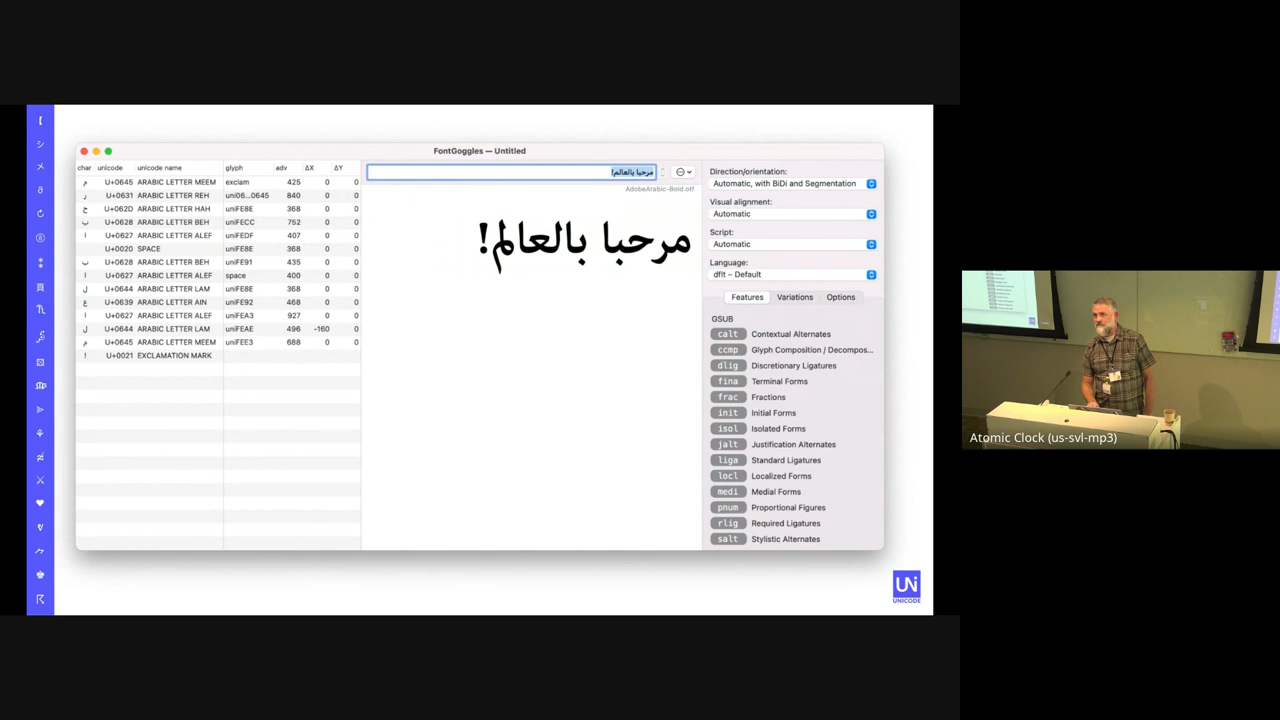 FontGoggles — Untitled
char unicode unicode name glyph adv ΔX ΔY
م U+0645 ARABIC LETTER MEEM exclam 425 0 0
ر U+0631 ARABIC LETTER REH uni06…0645 840 0 0
ح U+062D ARABIC LETTER HAH uniFE8E 368 0 0
ب U+0628 ARABIC LETTER BEH uniFECC 752 0 0
ا U+0627 ARABIC LETTER ALEF uniFEDF 407 0 0
U+0020 SPACE uniFE8E 368 0 0
ب U+0628 ARABIC LETTER BEH uniFE91 435 0 0
ا U+0627 ARABIC LETTER ALEF space 400 0 0
ل U+0644 ARABIC LETTER LAM uniFE8E 368 0 0
ع U+0639 ARABIC LETTER AIN uniFE92 469 0 0
ا U+0627 ARABIC LETTER ALEF uniFEA3 0 0
ل U+0644 ARABIC LETTER LAM uniFEAE 496 -160 0
م U+0645 ARABIC LETTER MEEM uniFEE3 688 0 0
! U+0021 EXCLAMATION MARK
مرحبا بالعالم!
AdobeArabic-Bold.otf
مرحبا بالعالم!
Direction/orientation:
Automatic, with BiDi and Segmentation
Visual alignment:
Automatic
Script:
Automatic
Language:
dflt – Default
Features Variations Options
GSUB
calt Contextual Alternates
ccmp Glyph Composition / Decompos...
dlig Discretionary Ligatures
fina Terminal Forms
frac Fractions
init Initial Forms
isol Isolated Forms
jalt Justification Alternates
liga Standard Ligatures
locl Localized Forms
medi Medial Forms
pnum Proportional Figures
rlig Required Ligatures
salt Stylistic Alternates
UNi
UNICODE
Atomic Clock (us-svl-mp3)